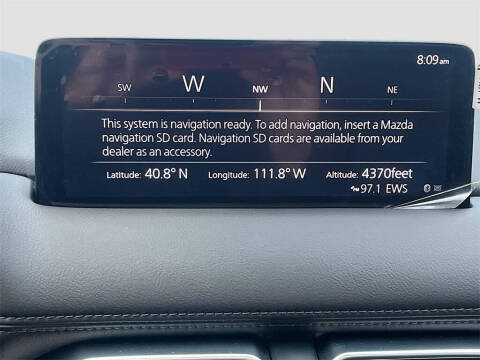 8:09am
SW W NW N NE
This system is navigation ready. To add navigation, insert a Mazda
navigation SD card. Navigation SD cards are available from your
dealer as an accessory.
Latitude: 40.8° N Longitude: 111.8° W Altitude: 4370feet
97.1 EWS